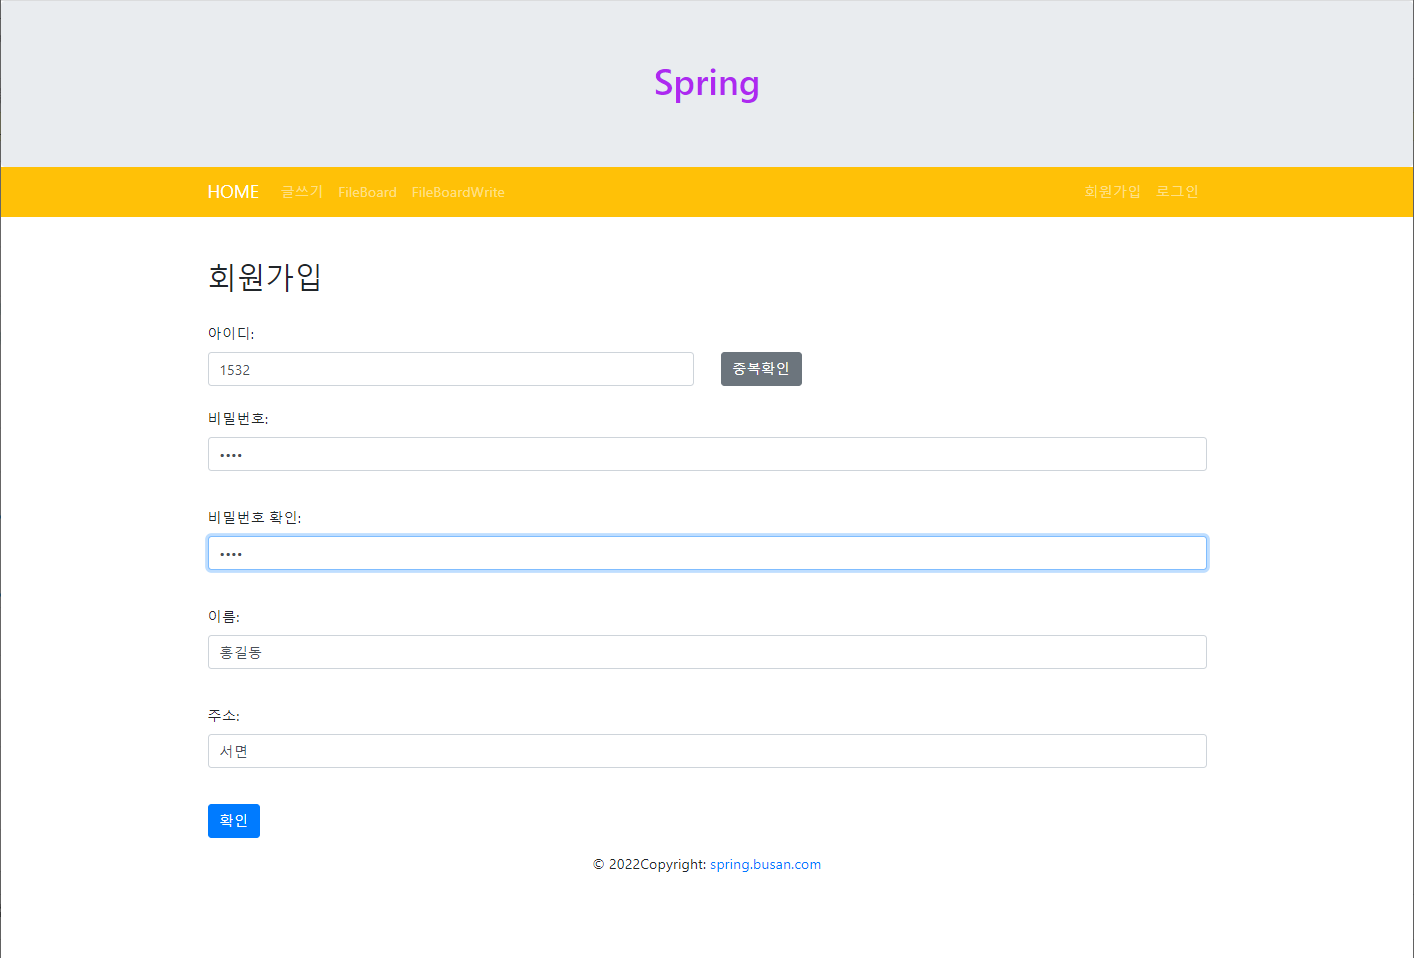 Spring
HOME 글쓰기 FileBoard FileBoardWrite 회원가입 로그인
회원가입
아이디:
1532 중복확인
비밀번호:
••••
비밀번호 확인:
••••
이름:
홍길동
주소:
서면
확인
© 2022Copyright: spring.busan.com